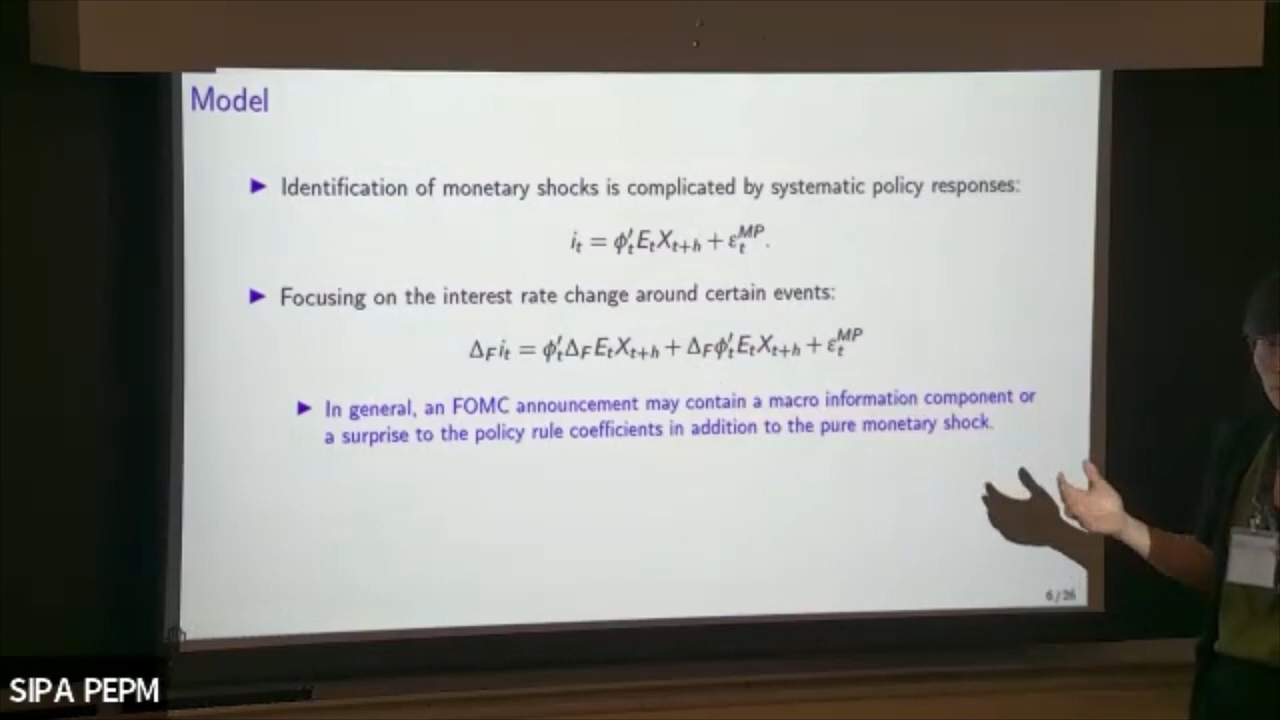 Model
▶ Identification of monetary shocks is complicated by systematic policy responses:
iₜ = ϕ′ₜEₜXₜ₊ₕ + εₜᴹᴾ.
▶ Focusing on the interest rate change around certain events:
Δ_F iₜ = ϕ′ₜΔ_F EₜXₜ₊ₕ + Δ_F ϕ′ₜEₜXₜ₊ₕ + εₜᴹᴾ
▶ In general, an FOMC announcement may contain a macro information component or
a surprise to the policy rule coefficients in addition to the pure monetary shock.
6 / 26
SIPA PEPM